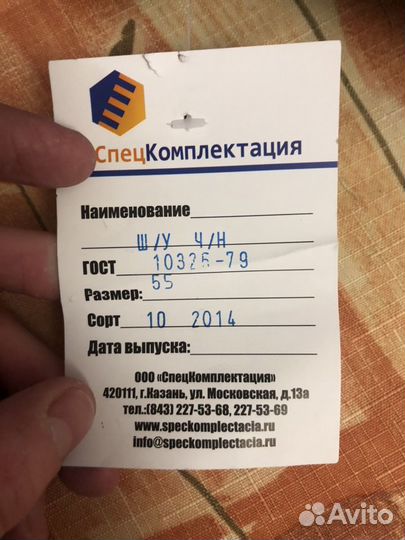 СпецКомплектация
Наименование
Ш/У Ч/Н
ГОСТ 10325-79
Размер: 55
Сорт 10 2014
Дата выпуска:
ООО «СпецКомплектация»
420111, г.Казань, ул. Московская, д.13а
тел.:(843) 227-53-68, 227-53-69
www.speckomplectacia.ru
info@speckomplectacia.ru
Avito